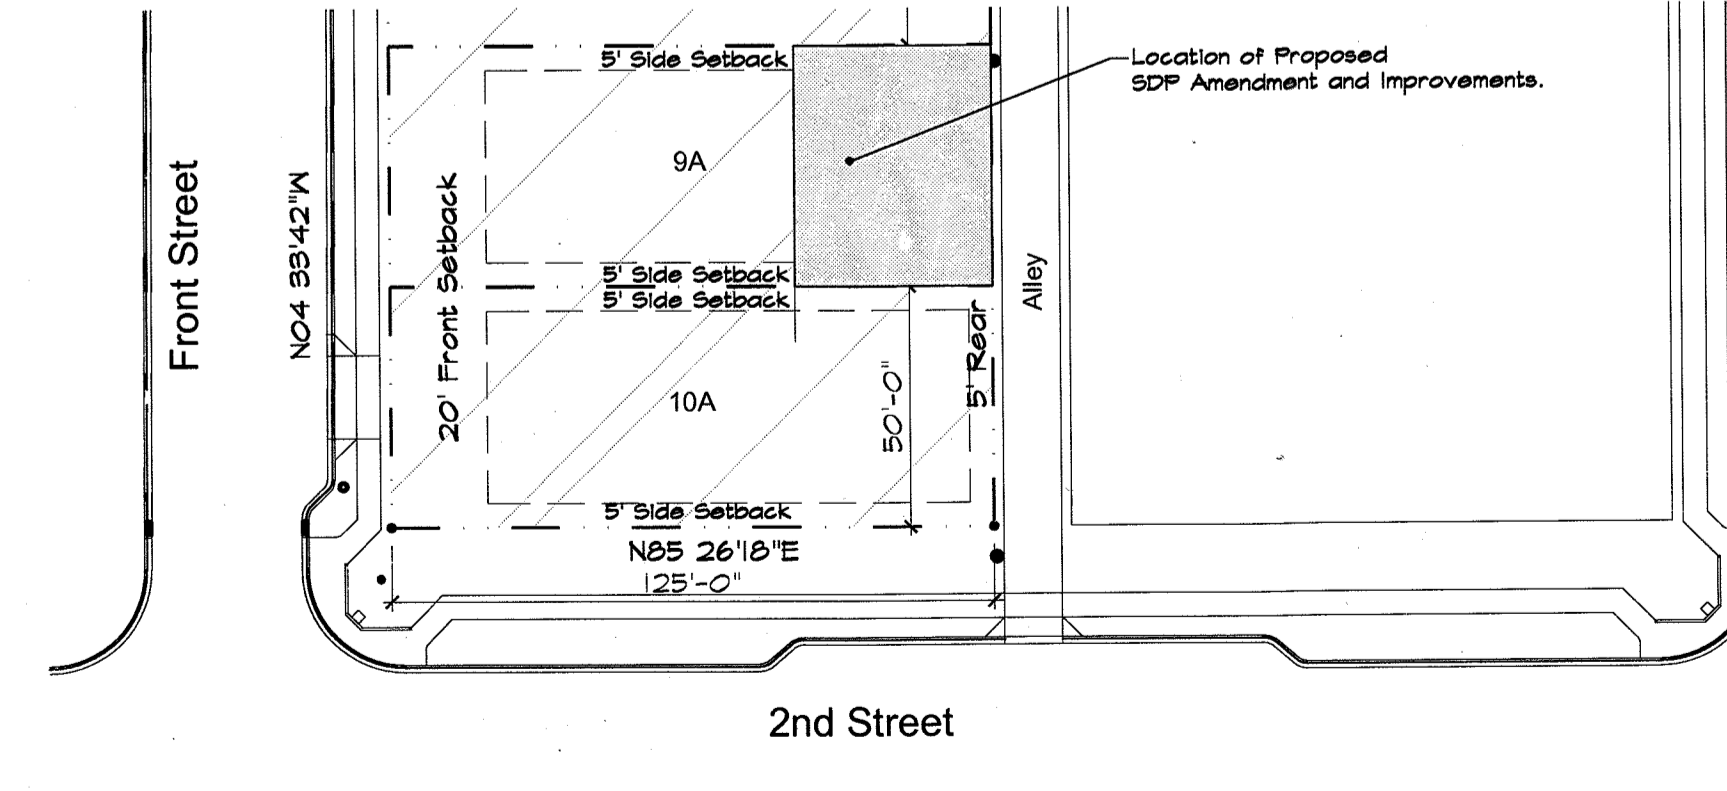 5' Side Setback
Location of Proposed
SDP Amendment and Improvements.
9A
Front Street
N04 33'42"W
20' Front Setback
5' Side Setback
5' Side Setback
Alley
5' Rear
10A
50'-0"
5' Side Setback
N85 26'18"E
125'-0"
2nd Street